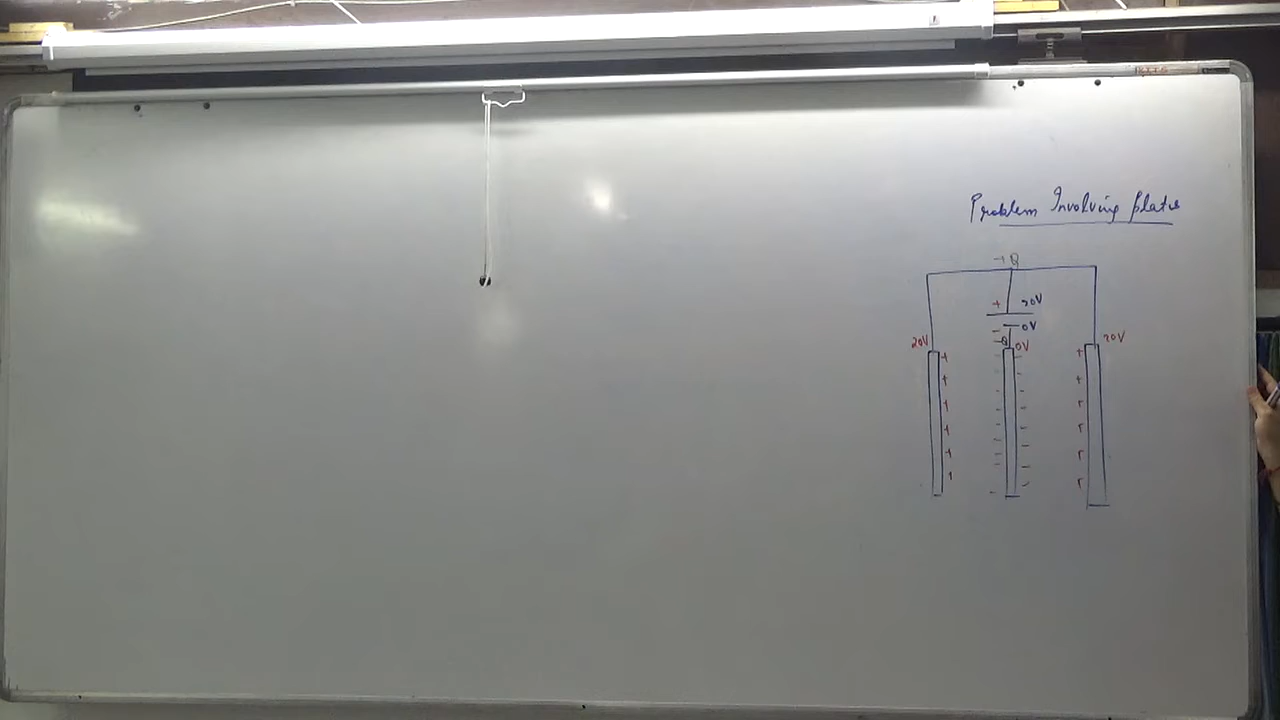 Problem Involving plates
+Q
+ 20V
- 0V
-Q
20V 0V 20V
+ - - +
+ - - +
+ - - +
+ - - +
+ - - +
+ - - +